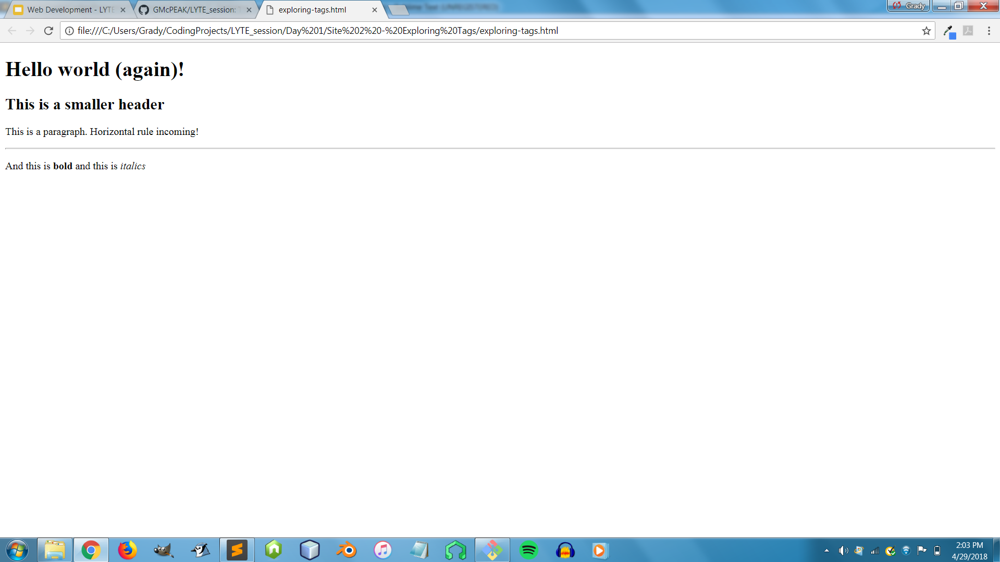 Web Development - LYTE
GMcPEAK/LYTE_session:
exploring-tags.html
Grady
file:///C:/Users/Grady/CodingProjects/LYTE_session/Day%201/Site%202%20-%20Exploring%20Tags/exploring-tags.html
Hello world (again)!
This is a smaller header
This is a paragraph. Horizontal rule incoming!
And this is bold and this is italics
2:03 PM
4/29/2018